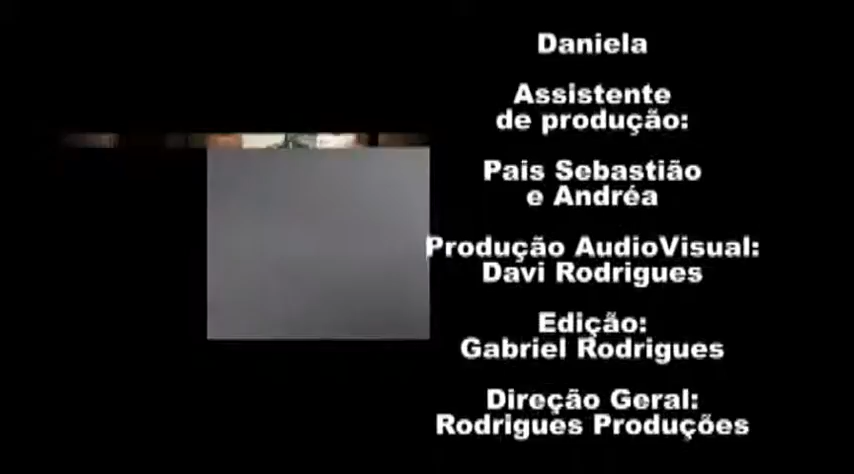 Daniela
Assistente
de produção:
Pais Sebastião
e Andréa
Produção AudioVisual:
Davi Rodrigues
Edição:
Gabriel Rodrigues
Direção Geral:
Rodrigues Produções